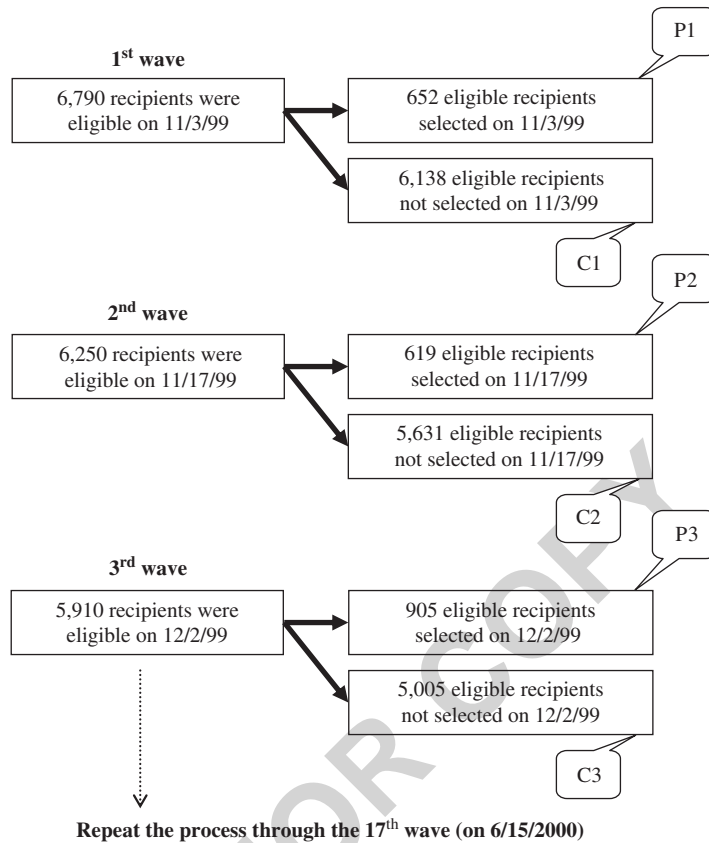 P1
1st wave
6,790 recipients were
eligible on 11/3/99
652 eligible recipients
selected on 11/3/99
6,138 eligible recipients
not selected on 11/3/99
C1
P2
2nd wave
6,250 recipients were
eligible on 11/17/99
619 eligible recipients
selected on 11/17/99
5,631 eligible recipients
not selected on 11/17/99
C2
P3
3rd wave
5,910 recipients were
eligible on 12/2/99
905 eligible recipients
selected on 12/2/99
5,005 eligible recipients
not selected on 12/2/99
C3
Repeat the process through the 17th wave (on 6/15/2000)
OR COPY